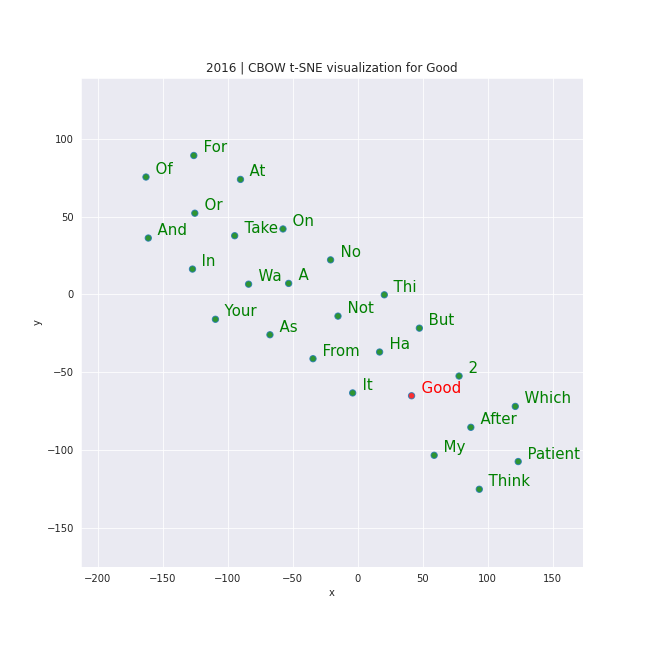 2016 | CBOW t-SNE visualization for Good
100
50
0
−50
−100
−150
y
For
Of
At
Or
On
And
Take
No
In
Wa
A
Thi
Your
Not
But
As
From
Ha
2
It
Good
Which
After
My
Patient
Think
−200
−150
−100
−50
0
50
100
150
x